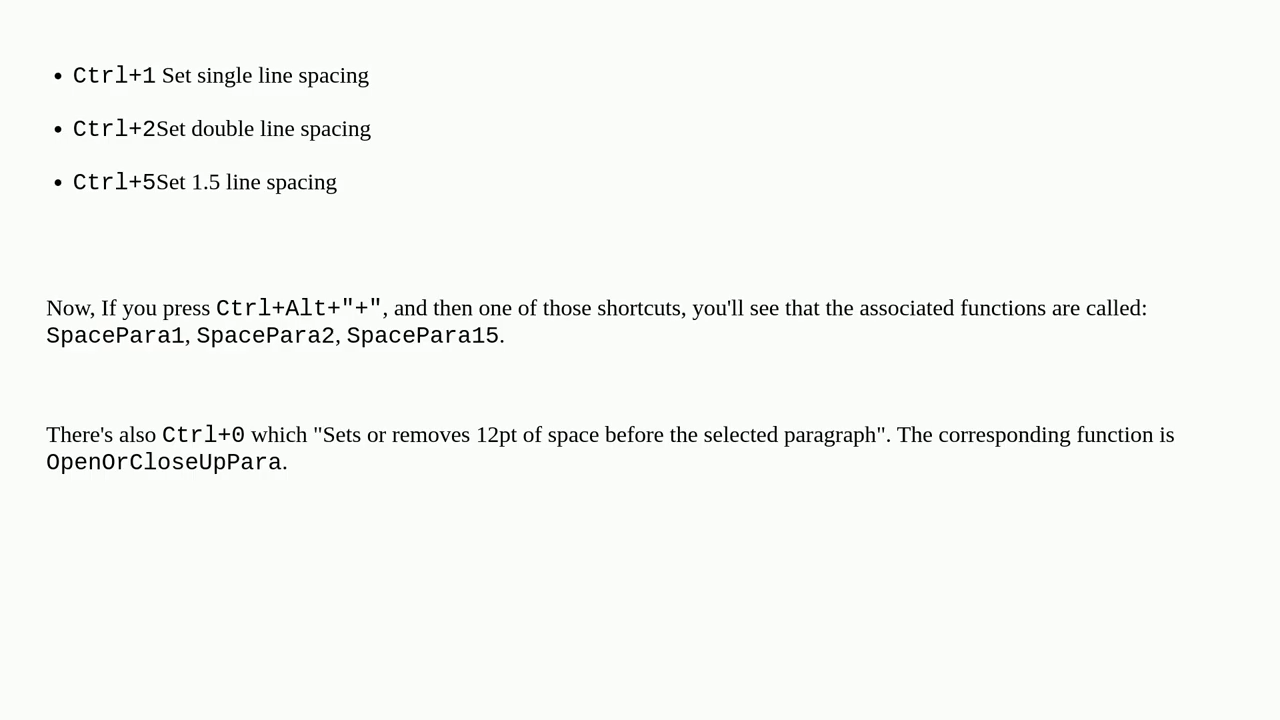 • Ctrl+1 Set single line spacing
• Ctrl+2Set double line spacing
• Ctrl+5Set 1.5 line spacing
Now, If you press Ctrl+Alt+"+", and then one of those shortcuts, you'll see that the associated functions are called:
SpacePara1, SpacePara2, SpacePara15.
There's also Ctrl+0 which "Sets or removes 12pt of space before the selected paragraph". The corresponding function is
OpenOrCloseUpPara.